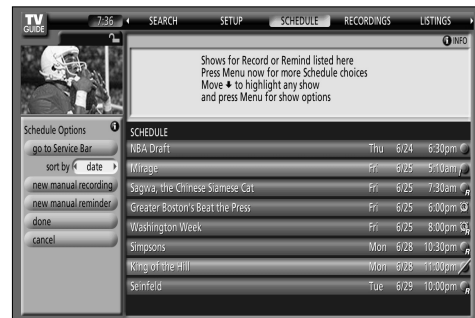 TV GUIDE 7:36 SEARCH SETUP SCHEDULE RECORDINGS LISTINGS
i INFO
Shows for Record or Remind listed here
Press Menu now for more Schedule choices
Move ↓ to highlight any show
and press Menu for show options
Schedule Options i
go to Service Bar
sort by date
new manual recording
new manual reminder
done
cancel
SCHEDULE
NBA Draft Thu 6/24 6:30pm
Mirage Fri 6/25 5:10am
Sagwa, the Chinese Siamese Cat Fri 6/25 7:30am R
Greater Boston's Beat the Press Fri 6/25 6:00pm
Washington Week Fri 6/25 8:00pm R
Simpsons Mon 6/28 10:30pm R
King of the Hill Mon 6/28 11:00pm
Seinfeld Tue 6/29 10:00pm R